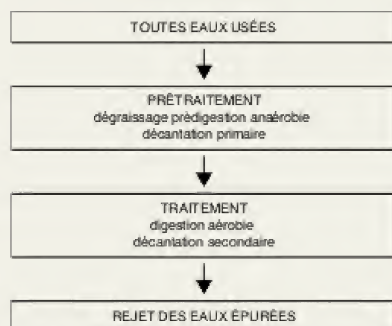 TOUTES EAUX USÉES
PRÉTRAITEMENT
dégraissage prédigestion anaérobie
décantation primaire
TRAITEMENT
digestion aérobie
décantation secondaire
REJET DES EAUX ÉPURÉES